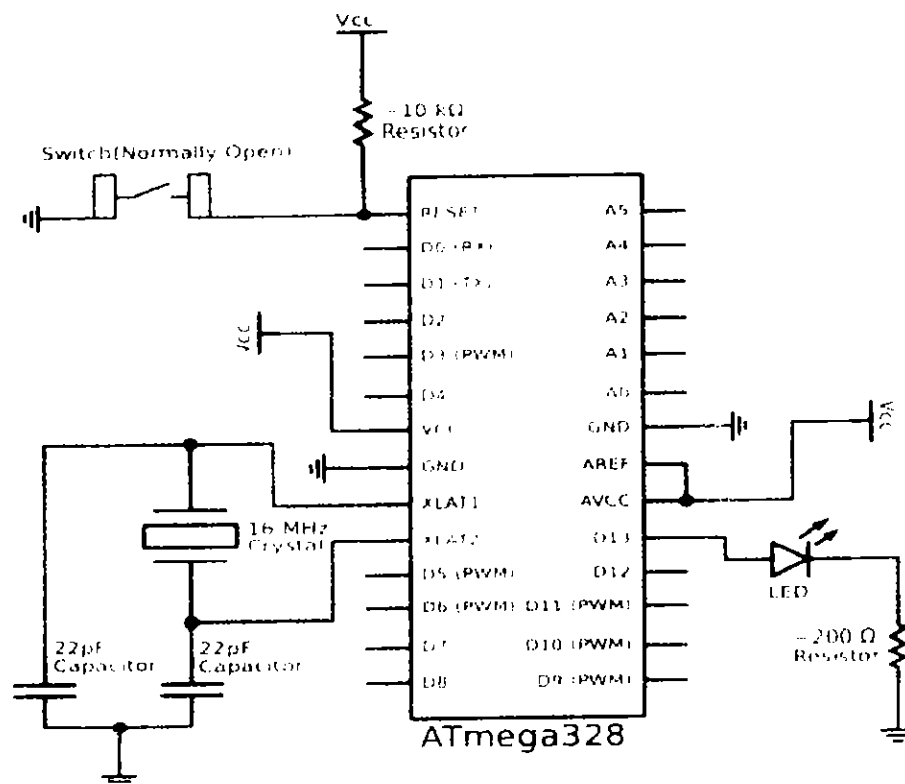 Vcc
~10 kΩ
Resistor
Switch(Normally Open)
RESET
D0 (RX)
D1 (TX)
D2
D3 (PWM)
D4
VCC
GND
XLAT1
XLAT2
D5 (PWM)
D6 (PWM)
D7
D8
A5
A4
A3
A2
A1
A0
GND
AREF
AVCC
D13
D12
D11 (PWM)
D10 (PWM)
D9 (PWM)
Vcc
Vcc
16 MHz
Crystal
22pF
Capacitor
22pF
Capacitor
LED
~200 Ω
Resistor
ATmega328